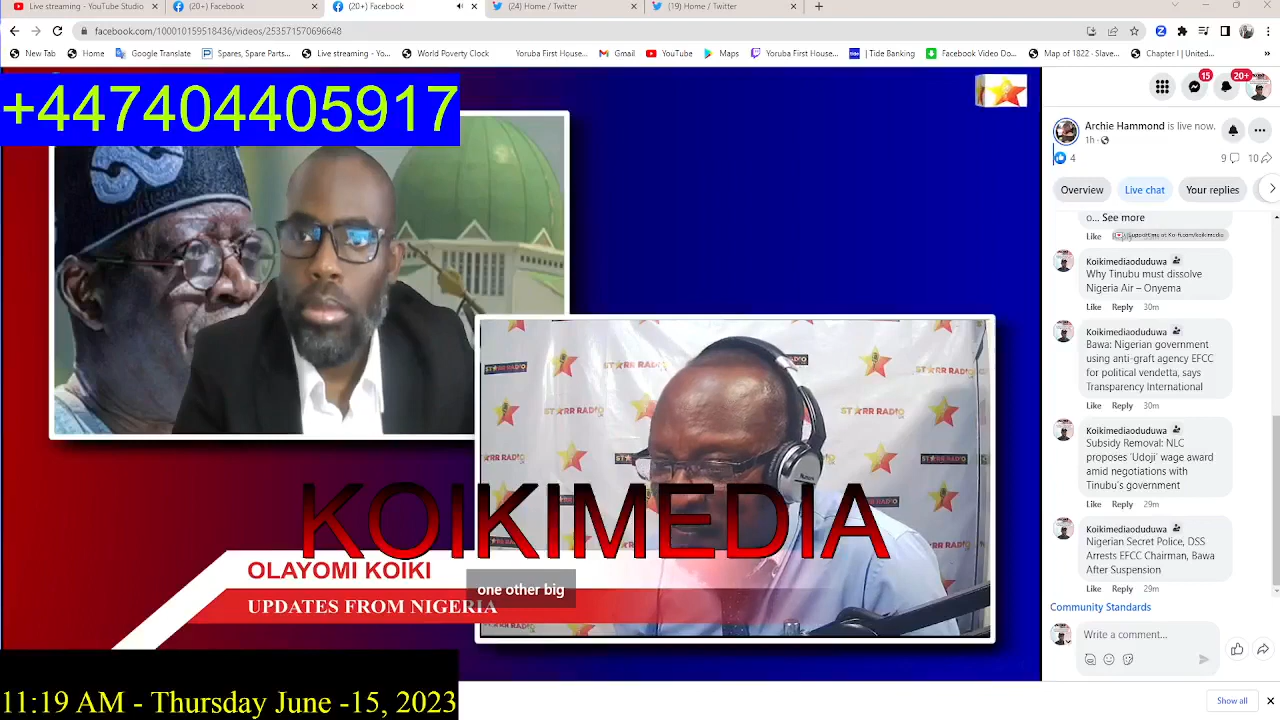 Live streaming - YouTube Studio
(20+) Facebook
(20+) Facebook
(24) Home / Twitter
(19) Home / Twitter
facebook.com/100010159518436/videos/253571570696648
New Tab
Home
Google Translate
Spares, Spare Parts...
Live streaming - Yo...
World Poverty Clock
Yoruba First House...
Gmail
YouTube
Maps
Yoruba First House...
| Tide Banking
Facebook Video Do...
Map of 1822 - Slave...
Chapter I | United...
+447404405917
15
20+
Archie Hammond is live now.
1h
4
9
10
Overview
Live chat
Your replies
o... See more
Like
Reply
Koikimediaoduduwa
Why Tinubu must dissolve
Nigeria Air – Onyema
Like Reply 30m
Koikimediaoduduwa
Bawa: Nigerian government
using anti-graft agency EFCC
for political vendetta, says
Transparency International
Like Reply 30m
Koikimediaoduduwa
Subsidy Removal: NLC
proposes 'Udoji' wage award
amid negotiations with
Tinubu's government
Like Reply 29m
Koikimediaoduduwa
Nigerian Secret Police, DSS
Arrests EFCC Chairman, Bawa
After Suspension
Like Reply 29m
Community Standards
Write a comment...
Show all
STARR RADIO
KOIKIMEDIA
OLAYOMI KOIKI
one other big
UPDATES FROM NIGERIA
11:19 AM - Thursday June -15, 2023